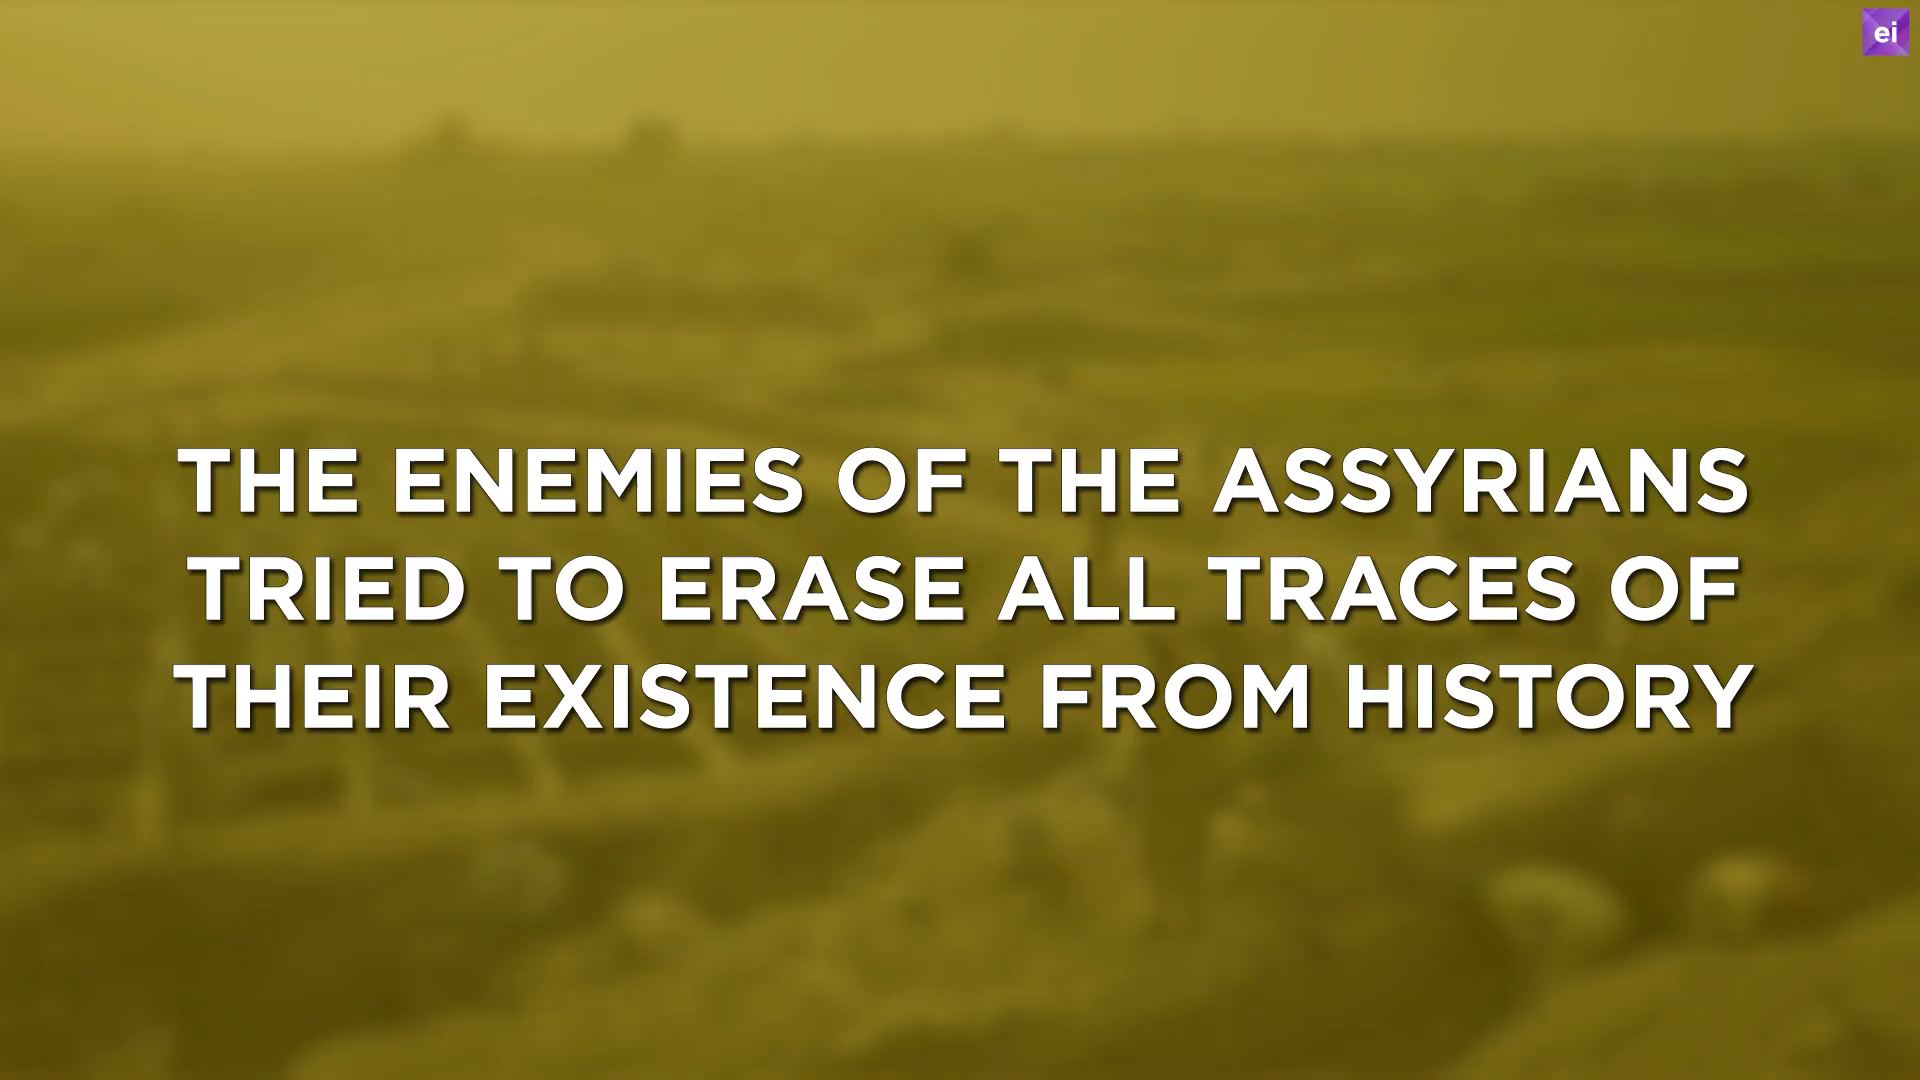 ei
THE ENEMIES OF THE ASSYRIANS
TRIED TO ERASE ALL TRACES OF
THEIR EXISTENCE FROM HISTORY